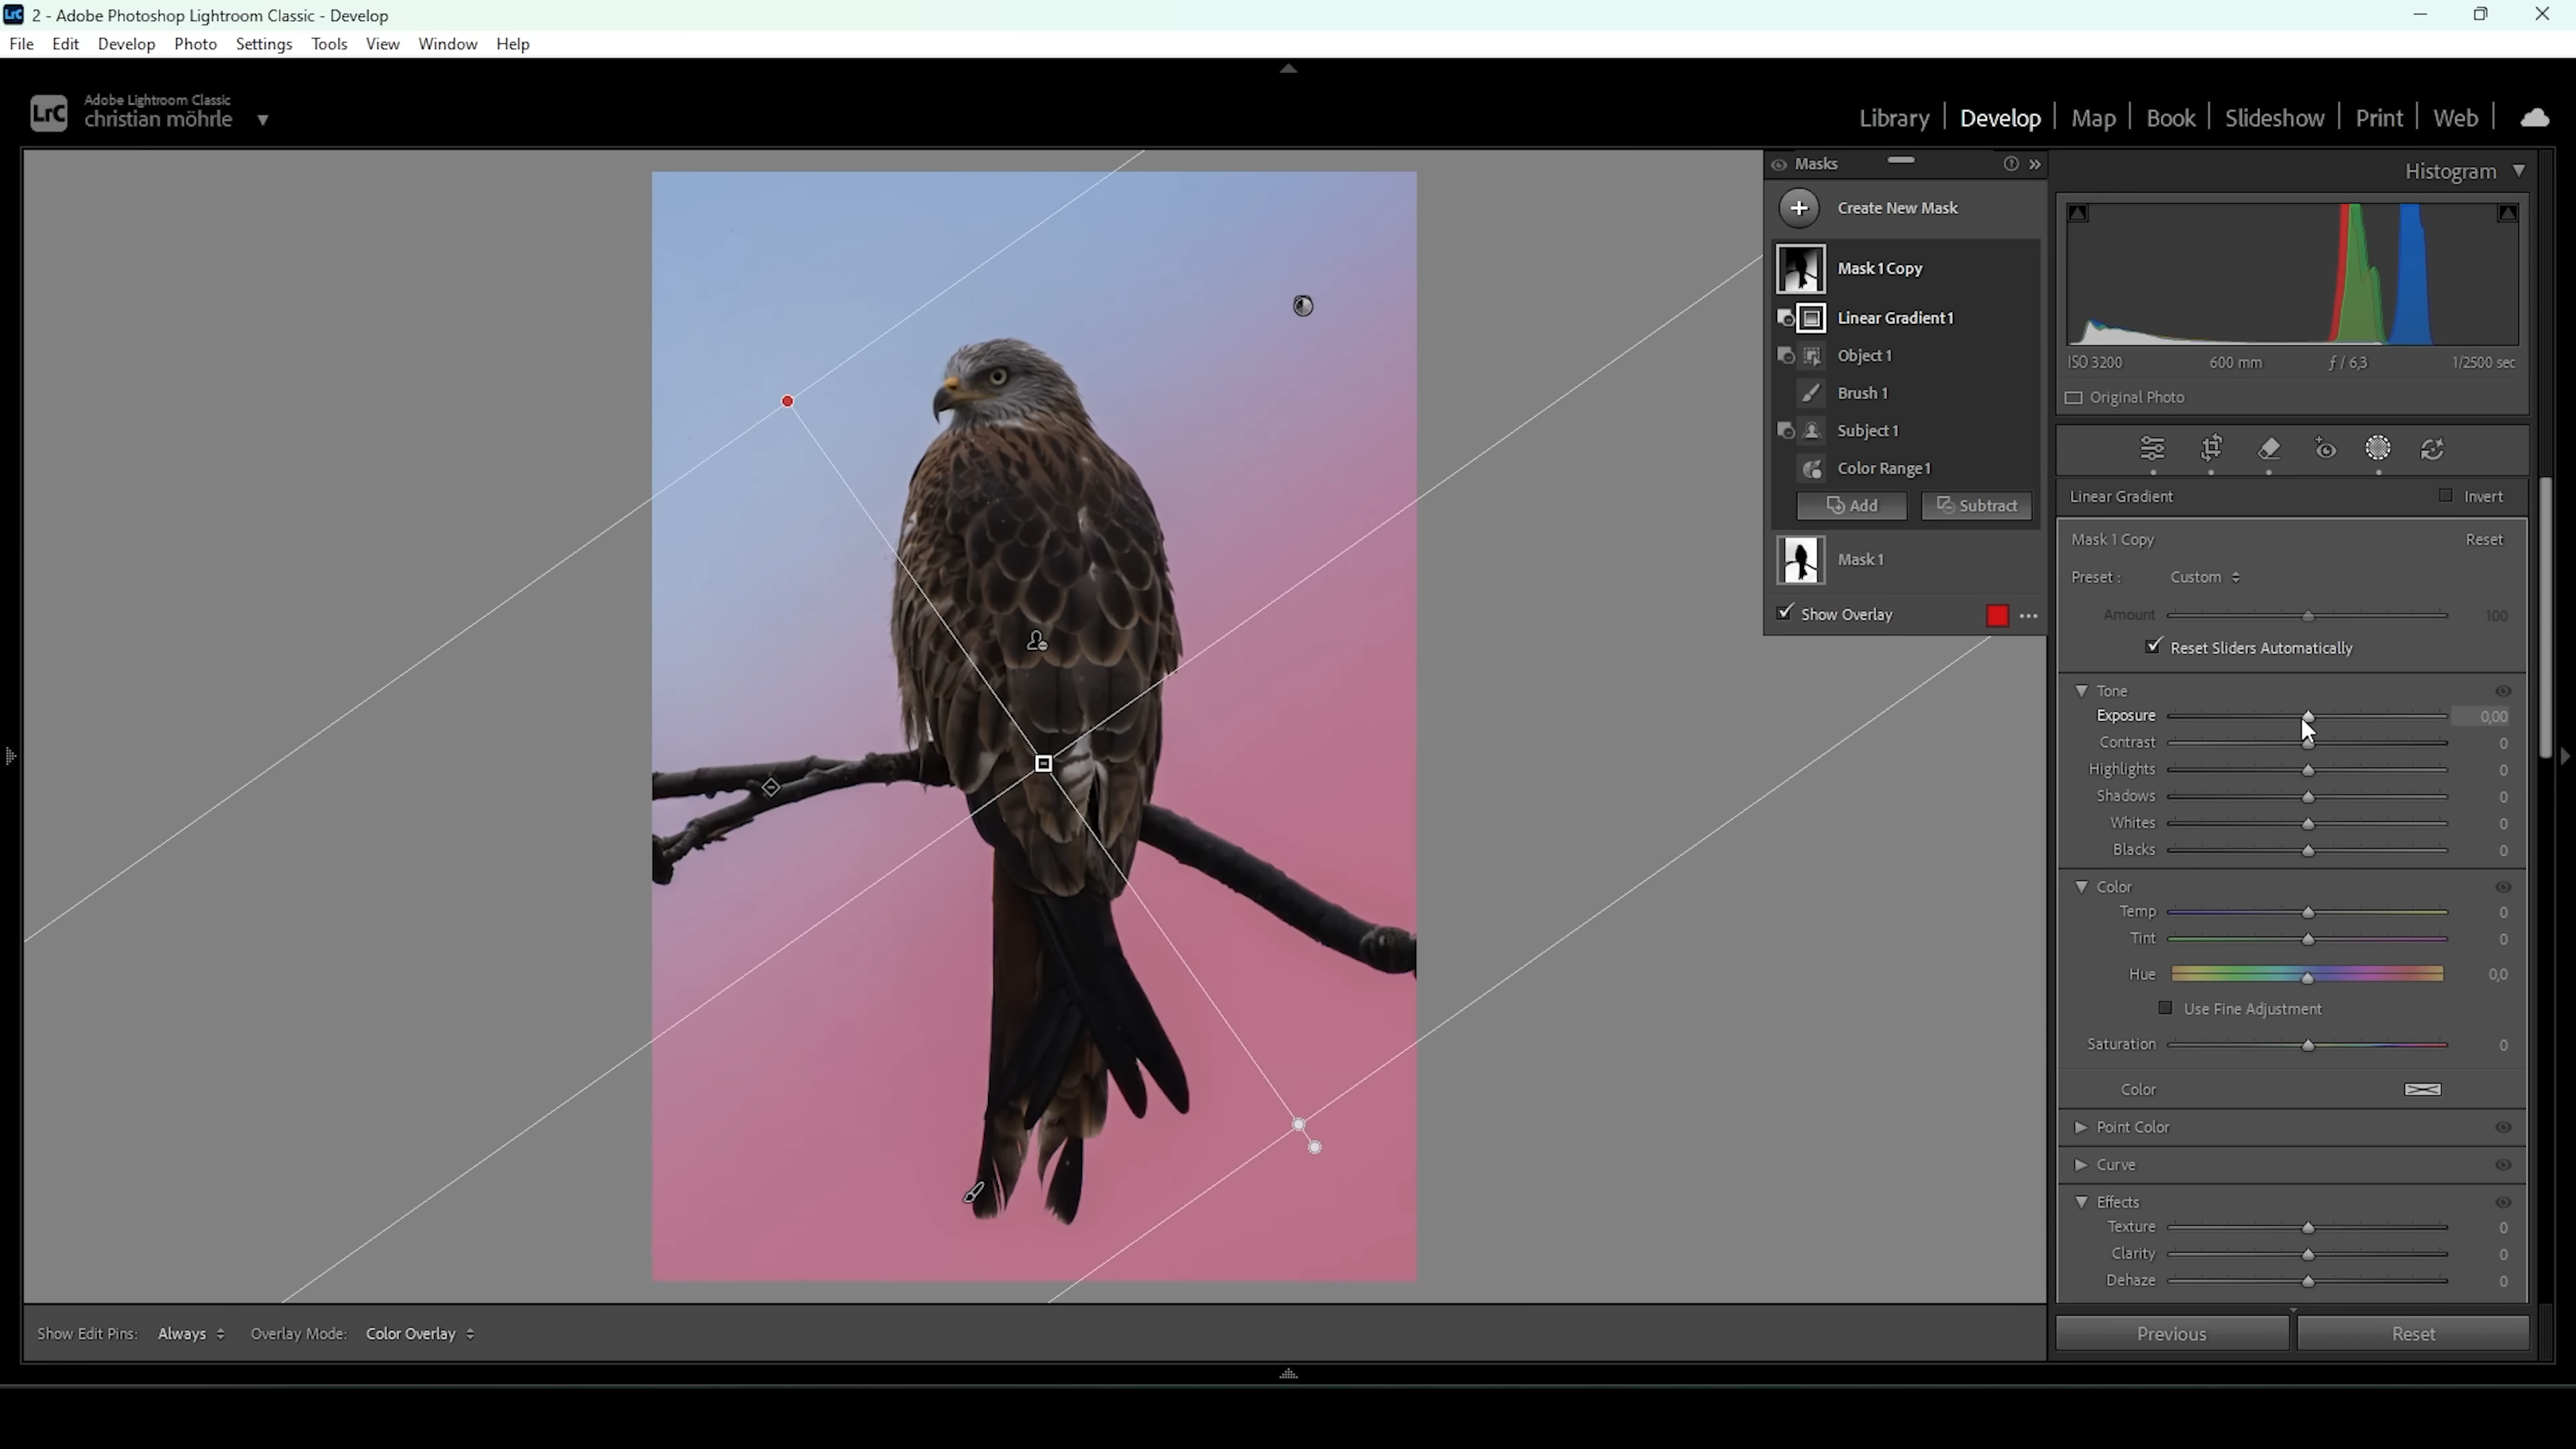 LrC 2 - Adobe Photoshop Lightroom Classic - Develop
File Edit Develop Photo Settings Tools View Window Help
LrC Adobe Lightroom Classic
christian möhrle
Library | Develop | Map | Book | Slideshow | Print | Web |
Masks
Create New Mask
Mask 1 Copy
Linear Gradient 1
Object 1
Brush 1
Subject 1
Color Range 1
Add Subtract
Mask 1
Show Overlay
Histogram
ISO 3200 600 mm ƒ / 6,3 1/2500 sec
Original Photo
Linear Gradient Invert
Mask 1 Copy Reset
Preset : Custom
Amount 100
Reset Sliders Automatically
Tone
Exposure 0,00
Contrast 0
Highlights 0
Shadows 0
Whites 0
Blacks 0
Color
Temp 0
Tint 0
Hue 0,0
Use Fine Adjustment
Saturation 0
Color
Point Color
Curve
Effects
Texture 0
Clarity 0
Dehaze 0
Show Edit Pins: Always Overlay Mode: Color Overlay
Previous Reset